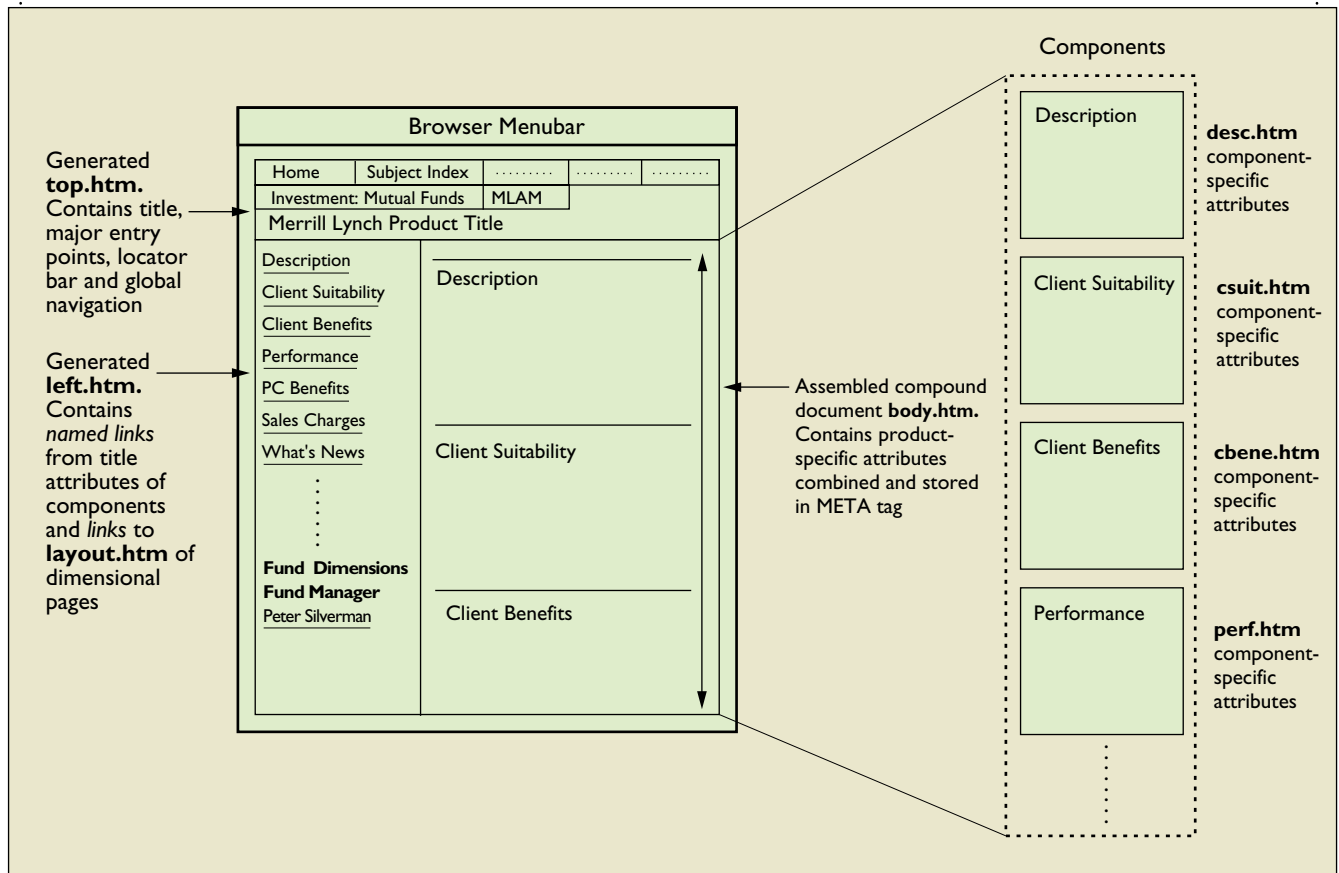 Components
Browser Menubar
Home
Subject Index
.........
.........
.........
Investment: Mutual Funds
MLAM
Merrill Lynch Product Title
Generated
top.htm.
Contains title,
major entry
points, locator
bar and global
navigation
Generated
left.htm.
Contains
named links
from title
attributes of
components
and links to
layout.htm of
dimensional
pages
Description
Client Suitability
Client Benefits
Performance
PC Benefits
Sales Charges
What's News
Fund Dimensions
Fund Manager
Peter Silverman
Description
Client Suitability
Client Benefits
Assembled compound
document body.htm.
Contains product-
specific attributes
combined and stored
in META tag
Description
desc.htm
component-
specific
attributes
Client Suitability
csuit.htm
component-
specific
attributes
Client Benefits
cbene.htm
component-
specific
attributes
Performance
perf.htm
component-
specific
attributes